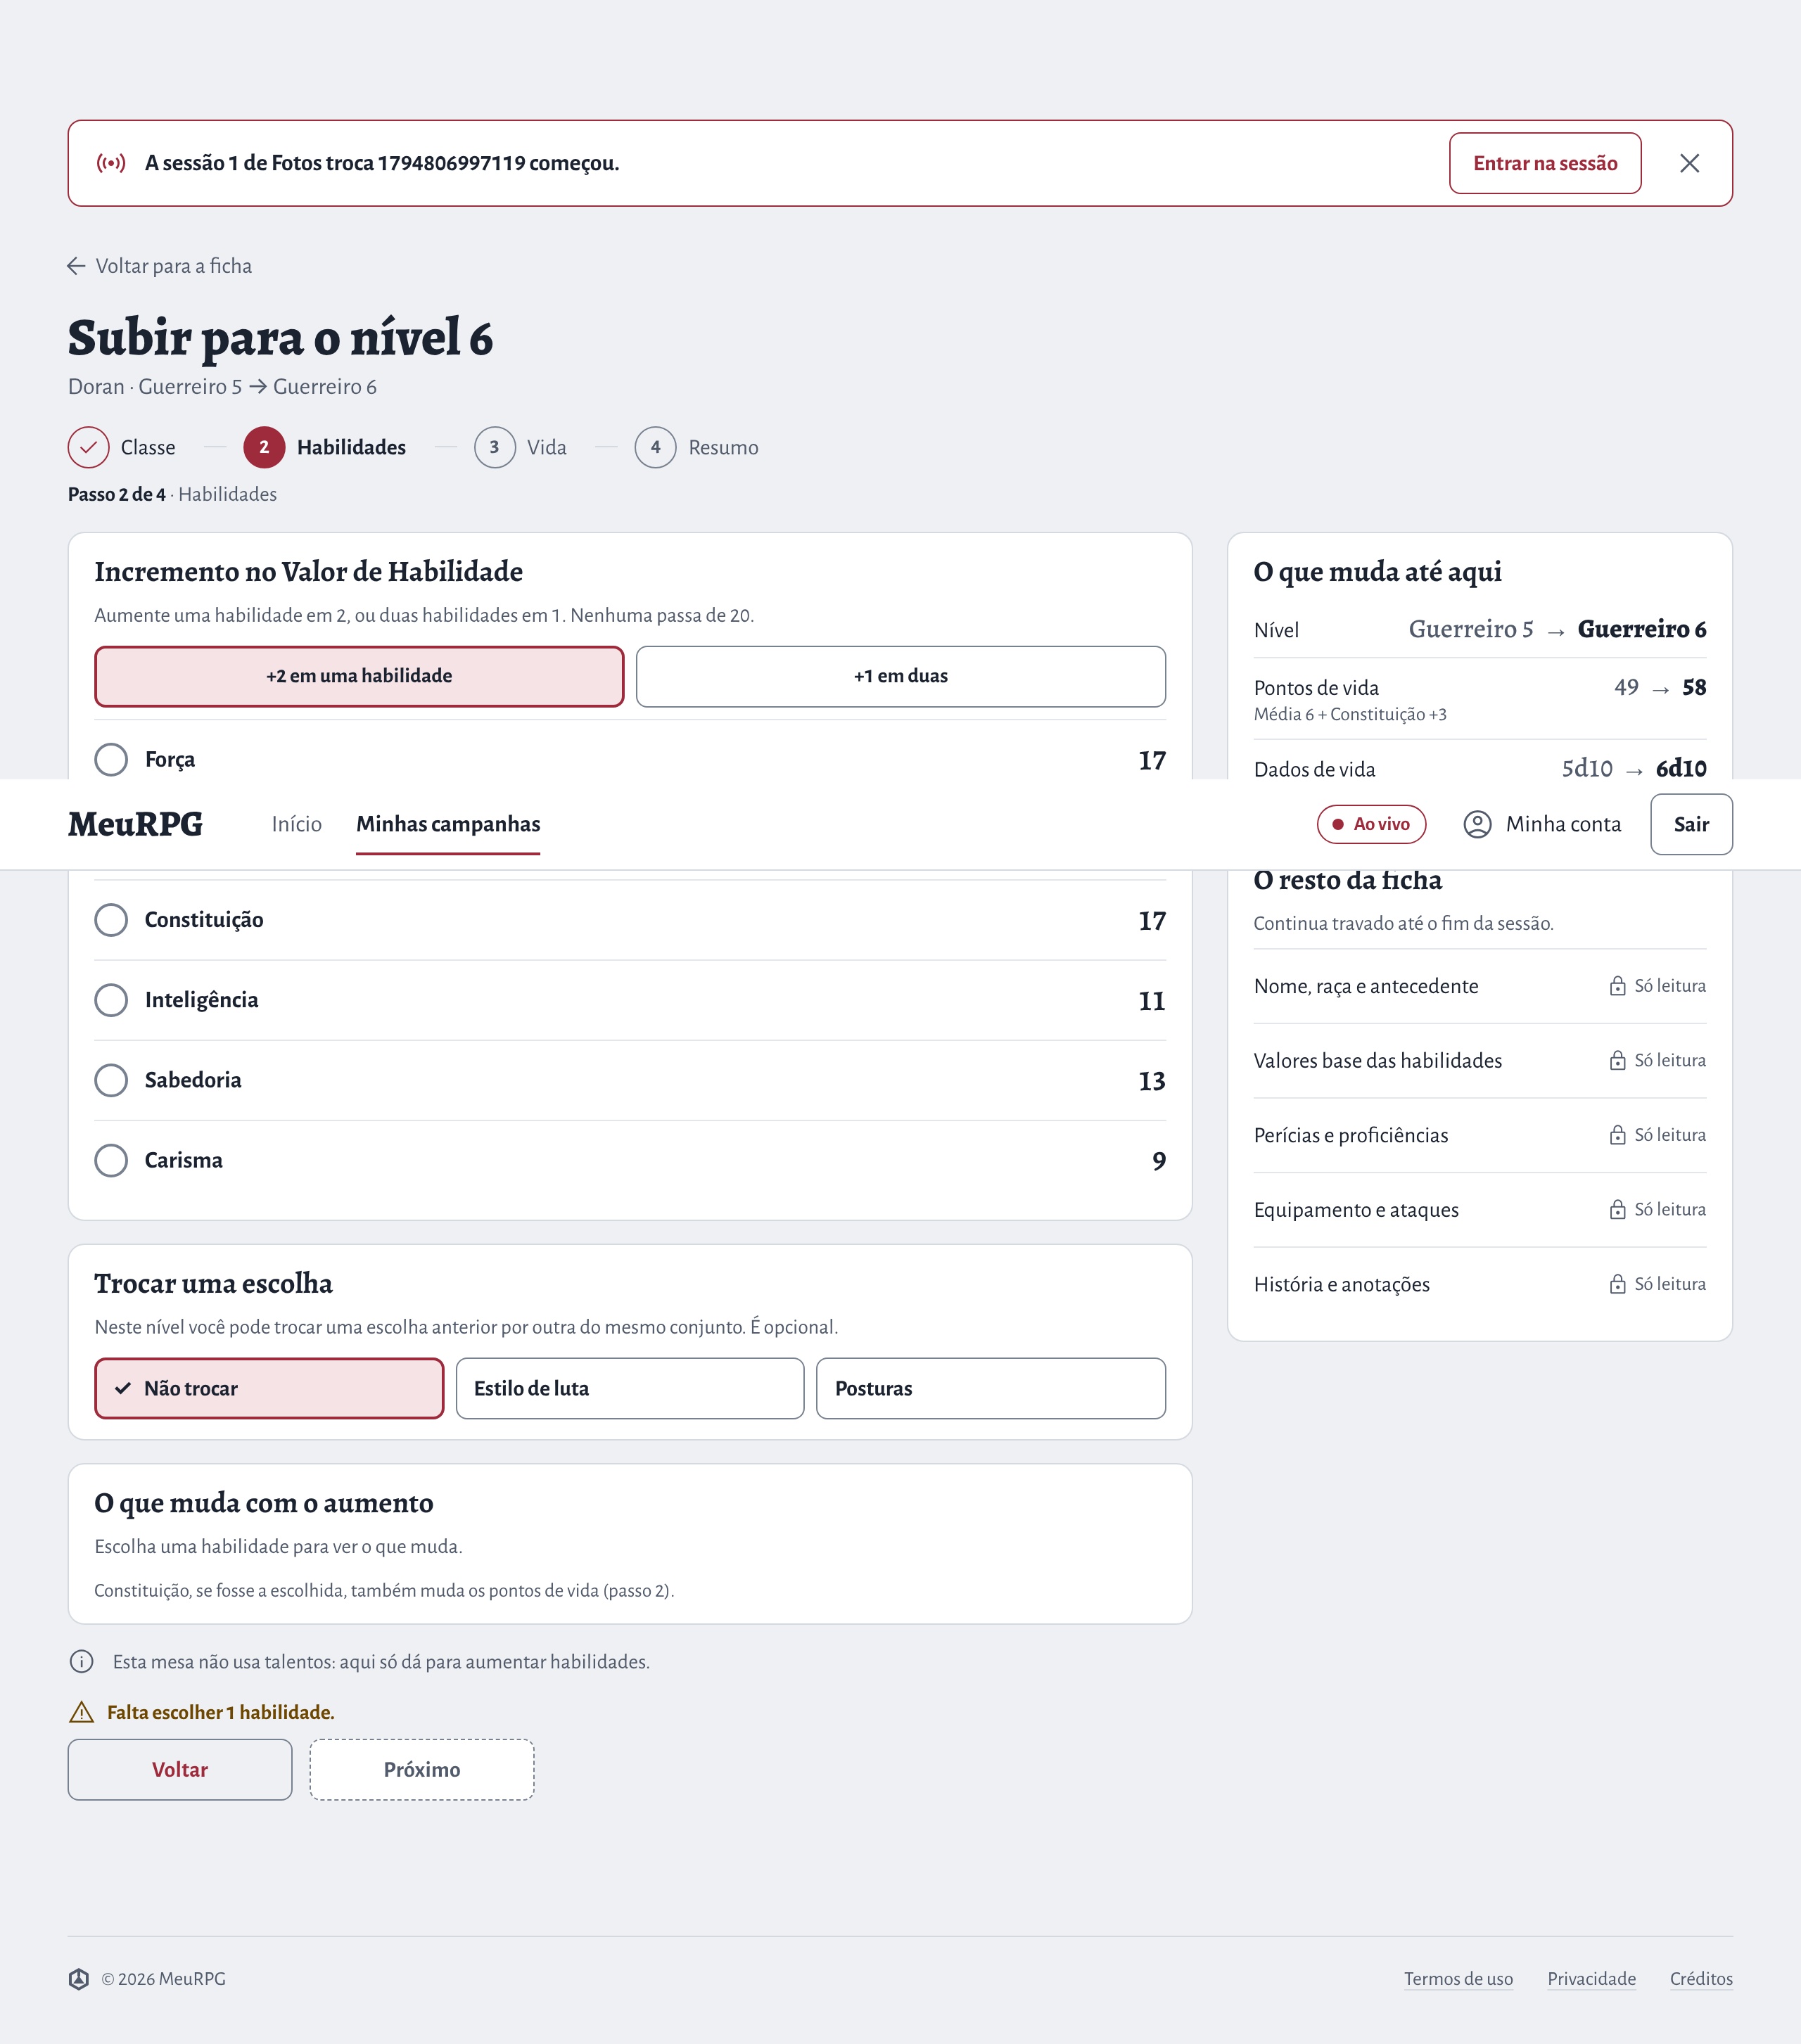 A sessão 1 de Fotos troca 1794806997119 começou.
Entrar na sessão
Voltar para a ficha
Subir para o nível 6
Doran · Guerreiro 5 → Guerreiro 6
Classe
2 Habilidades
3 Vida
4 Resumo
Passo 2 de 4 · Habilidades
Incremento no Valor de Habilidade
Aumente uma habilidade em 2, ou duas habilidades em 1. Nenhuma passa de 20.
+2 em uma habilidade
+1 em duas
Força 17
O que muda até aqui
Nível Guerreiro 5 → Guerreiro 6
Pontos de vida 49 → 58
Média 6 + Constituição +3
Dados de vida 5d10 → 6d10
MeuRPG
Início
Minhas campanhas
Ao vivo
Minha conta
Sair
Constituição 17
Inteligência 11
Sabedoria 13
Carisma 9
O resto da ficha
Continua travado até o fim da sessão.
Nome, raça e antecedente Só leitura
Valores base das habilidades Só leitura
Perícias e proficiências Só leitura
Equipamento e ataques Só leitura
História e anotações Só leitura
Trocar uma escolha
Neste nível você pode trocar uma escolha anterior por outra do mesmo conjunto. É opcional.
Não trocar
Estilo de luta
Posturas
O que muda com o aumento
Escolha uma habilidade para ver o que muda.
Constituição, se fosse a escolhida, também muda os pontos de vida (passo 2).
Esta mesa não usa talentos: aqui só dá para aumentar habilidades.
Falta escolher 1 habilidade.
Voltar
Próximo
© 2026 MeuRPG
Termos de uso
Privacidade
Créditos